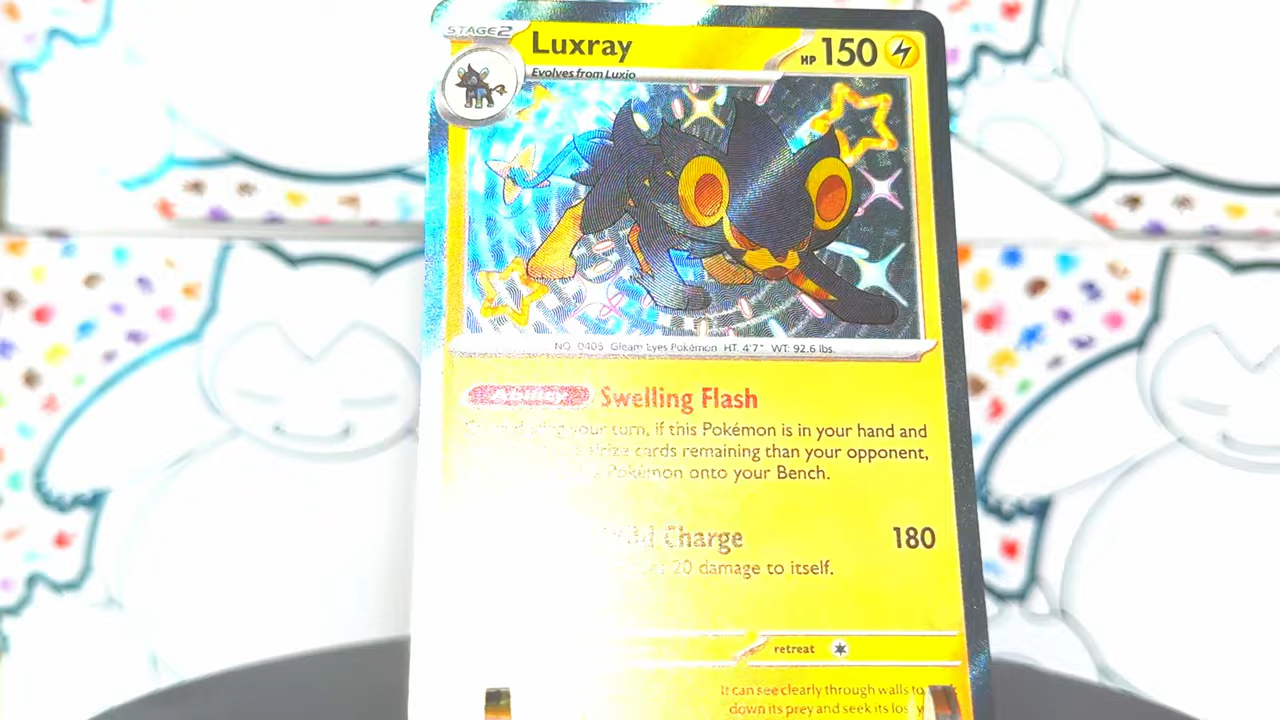 STAGE2
Luxray
HP 150
Evolves from Luxio
NO. 0405 Gleam Eyes Pokémon HT: 4'7" WT: 92.6 lbs.
Ability Swelling Flash
your turn, if this Pokémon is in your hand and
Prize cards remaining than your opponent,
Pokémon onto your Bench.
Wild Charge 180
20 damage to itself.
retreat
It can see clearly through walls to
down its prey and seek its